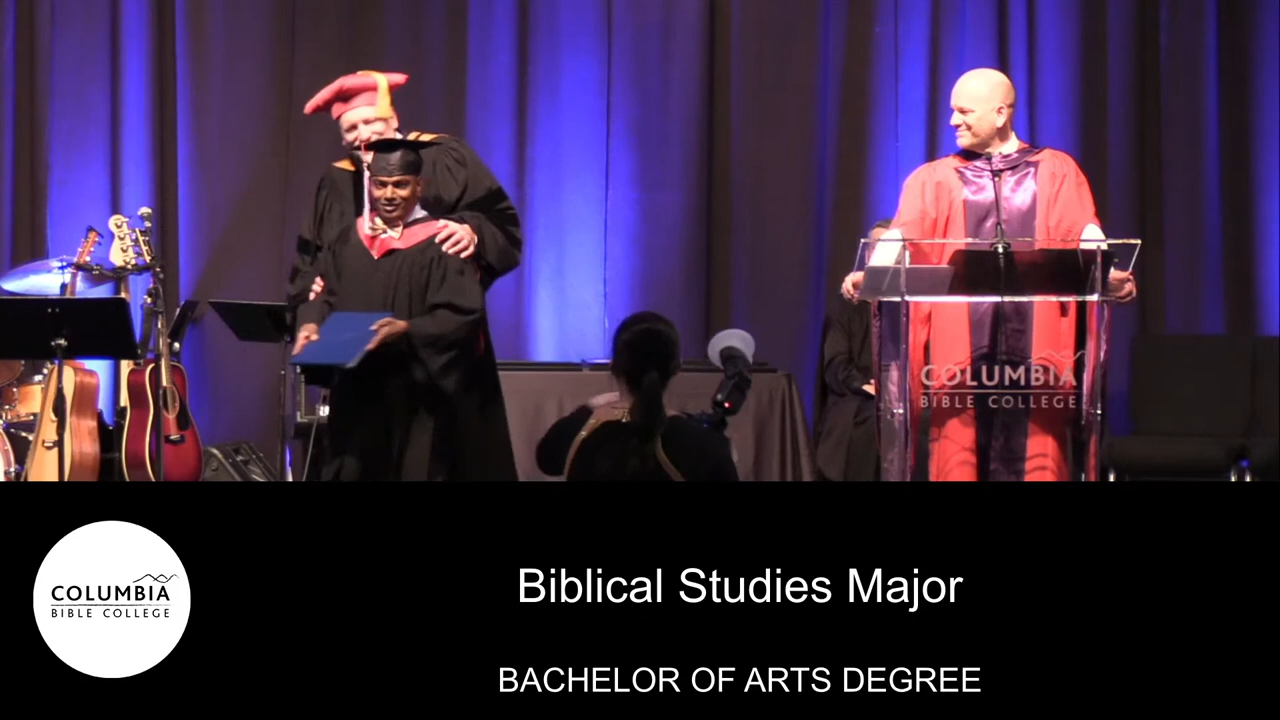 COLUMBIA
BIBLE COLLEGE
COLUMBIA
BIBLE COLLEGE
Biblical Studies Major
BACHELOR OF ARTS DEGREE